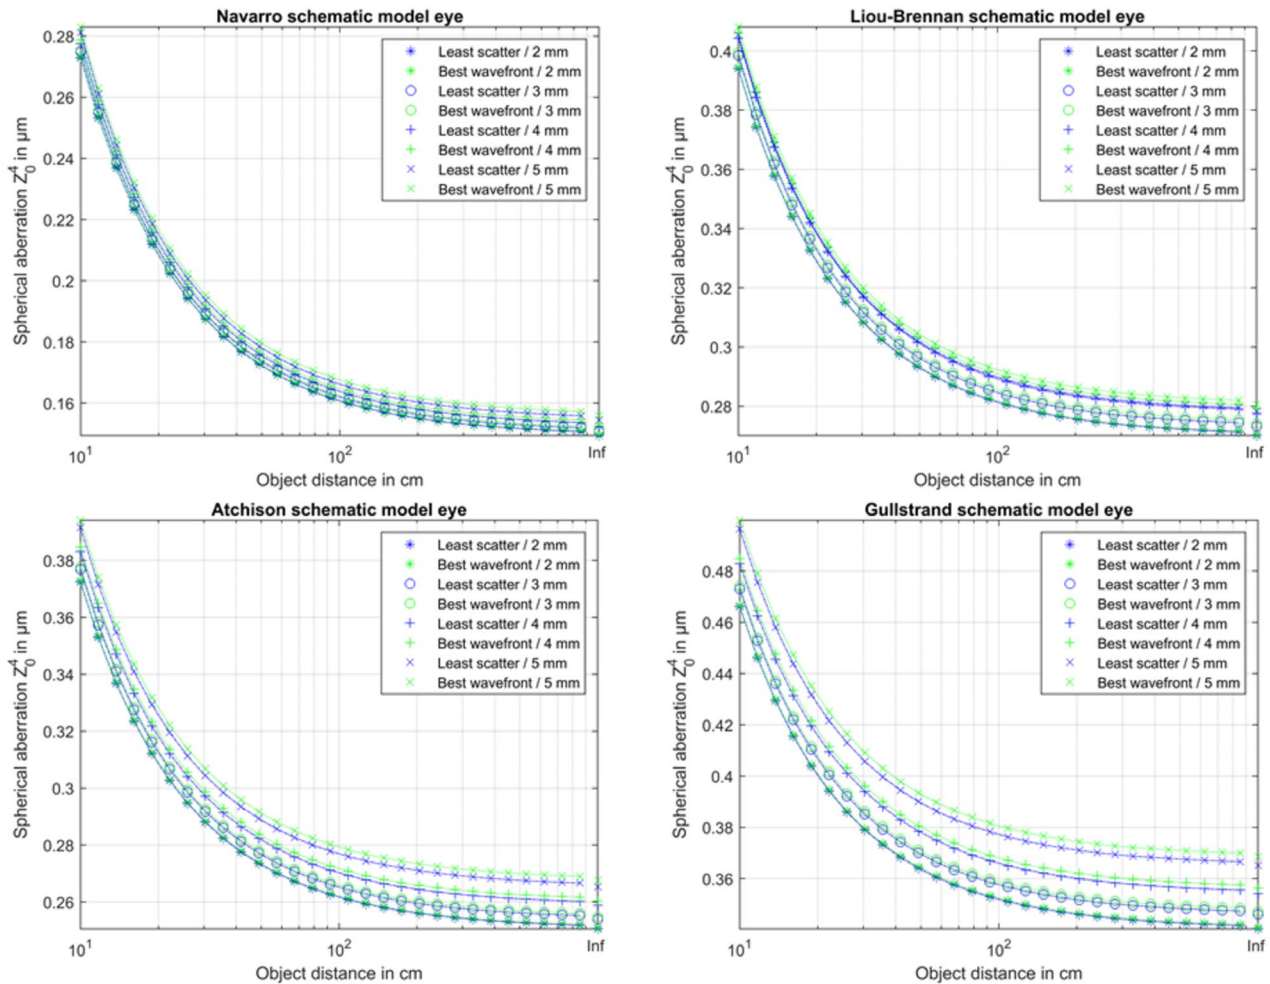 Navarro schematic model eye
Spherical aberration Z⁴₀ in μm
0.28
0.26
0.24
0.22
0.2
0.18
0.16
Least scatter / 2 mm
Best wavefront / 2 mm
Least scatter / 3 mm
Best wavefront / 3 mm
Least scatter / 4 mm
Best wavefront / 4 mm
Least scatter / 5 mm
Best wavefront / 5 mm
10¹ 10² Inf
Object distance in cm
Liou-Brennan schematic model eye
Spherical aberration Z⁴₀ in μm
0.4
0.38
0.36
0.34
0.32
0.3
0.28
Least scatter / 2 mm
Best wavefront / 2 mm
Least scatter / 3 mm
Best wavefront / 3 mm
Least scatter / 4 mm
Best wavefront / 4 mm
Least scatter / 5 mm
Best wavefront / 5 mm
10¹ 10² Inf
Object distance in cm
Atchison schematic model eye
Spherical aberration Z⁴₀ in μm
0.38
0.36
0.34
0.32
0.3
0.28
0.26
Least scatter / 2 mm
Best wavefront / 2 mm
Least scatter / 3 mm
Best wavefront / 3 mm
Least scatter / 4 mm
Best wavefront / 4 mm
Least scatter / 5 mm
Best wavefront / 5 mm
10¹ 10² Inf
Object distance in cm
Gullstrand schematic model eye
Spherical aberration Z⁴₀ in μm
0.48
0.46
0.44
0.42
0.4
0.38
0.36
Least scatter / 2 mm
Best wavefront / 2 mm
Least scatter / 3 mm
Best wavefront / 3 mm
Least scatter / 4 mm
Best wavefront / 4 mm
Least scatter / 5 mm
Best wavefront / 5 mm
10¹ 10² Inf
Object distance in cm